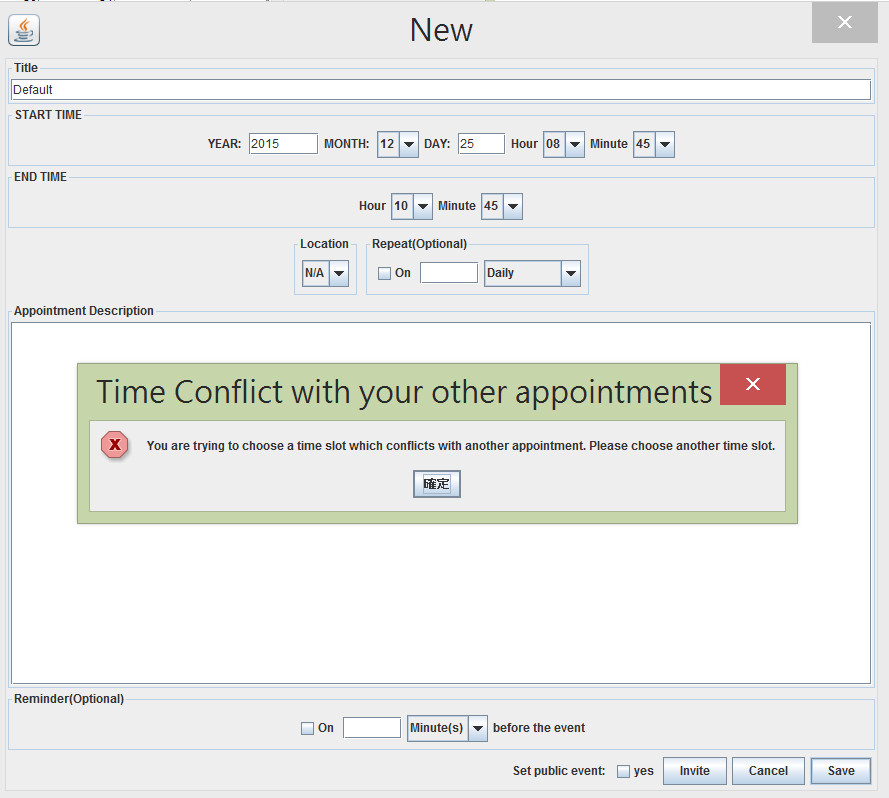 New
Title
Default
START TIME
YEAR: 2015 MONTH: 12 DAY: 25 Hour 08 Minute 45
END TIME
Hour 10 Minute 45
Location Repeat(Optional)
N/A On Daily
Appointment Description
Time Conflict with your other appointments
You are trying to choose a time slot which conflicts with another appointment. Please choose another time slot.
確定
Reminder(Optional)
On Minute(s) before the event
Set public event: yes Invite Cancel Save